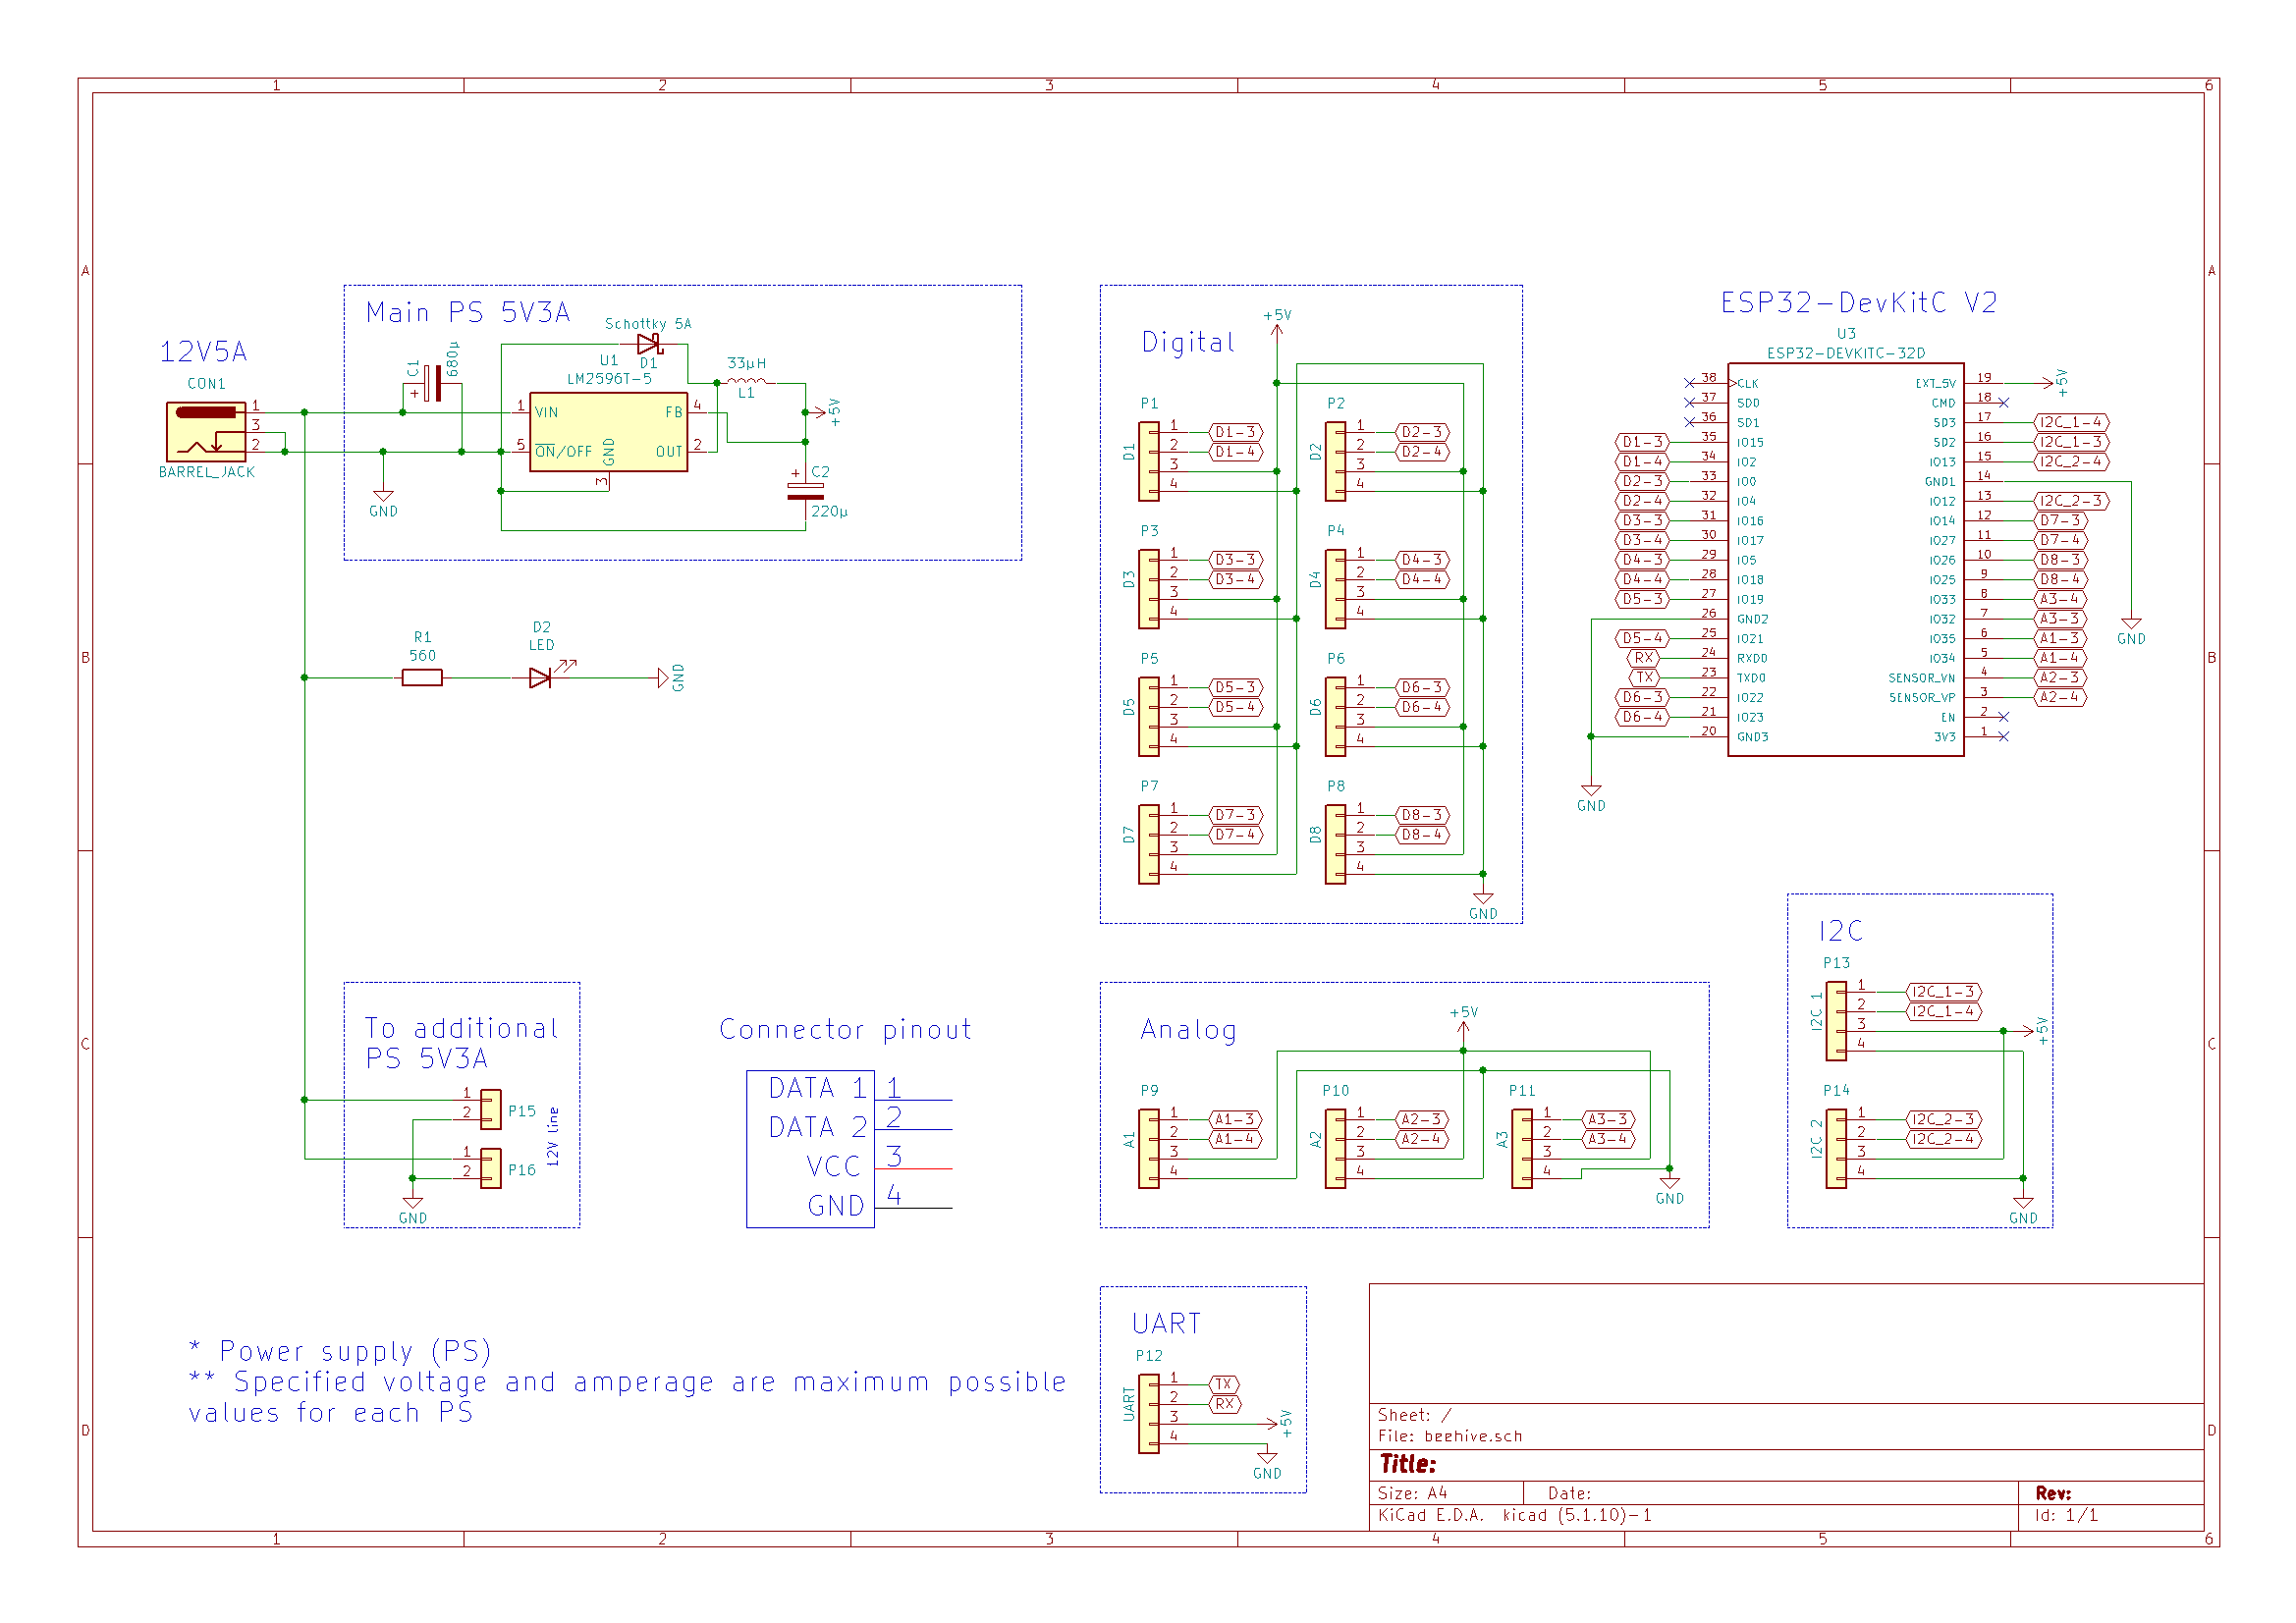 1 2 3 4 5 6
A A
B B
C C
D D
1 2 3 4 5 6
12V5A
CON1
BARREL_JACK
1
3
2
Main PS 5V3A
C1
680µ
GND
Schottky 5A
D1
U1
LM2596T-5
1 VIN
5 ON/OFF
GND
3
FB 4
OUT 2
33µH
L1
+5V
C2
220µ
R1
560
D2
LED
GND
To additional
PS 5V3A
1
2
P15
1
2
P16
12V line
GND
Connector pinout
DATA 1 1
DATA 2 2
VCC 3
GND 4
* Power supply (PS)
** Specified voltage and amperage are maximum possible
values for each PS
Digital
+5V
P1
D1
1 D1-3
2 D1-4
3
4
P2
D2
1 D2-3
2 D2-4
3
4
P3
D3
1 D3-3
2 D3-4
3
4
P4
D4
1 D4-3
2 D4-4
3
4
P5
D5
1 D5-3
2 D5-4
3
4
P6
D6
1 D6-3
2 D6-4
3
4
P7
D7
1 D7-3
2 D7-4
3
4
P8
D8
1 D8-3
2 D8-4
3
4
GND
Analog
+5V
P9
A1
1 A1-3
2 A1-4
3
4
P10
A2
1 A2-3
2 A2-4
3
4
P11
A3
1 A3-3
2 A3-4
3
4
GND
UART
P12
UART
1 TX
2 RX
3 +5V
4
GND
ESP32-DevKitC V2
U3
ESP32-DEVKITC-32D
38 CLK
37 SD0
36 SD1
D1-3 35 IO15
D1-4 34 IO2
D2-3 33 IO0
D2-4 32 IO4
D3-3 31 IO16
D3-4 30 IO17
D4-3 29 IO5
D4-4 28 IO18
D5-3 27 IO19
26 GND2
D5-4 25 IO21
RX 24 RXD0
TX 23 TXD0
D6-3 22 IO22
D6-4 21 IO23
20 GND3
GND
EXT_5V 19 +5V
CMD 18
SD3 17 I2C_1-4
SD2 16 I2C_1-3
IO13 15 I2C_2-4
GND1 14
IO12 13 I2C_2-3
IO14 12 D7-3
IO27 11 D7-4
IO26 10 D8-3
IO25 9 D8-4
IO33 8 A3-4
IO32 7 A3-3
IO35 6 A1-3
IO34 5 A1-4
SENSOR_VN 4 A2-3
SENSOR_VP 3 A2-4
EN 2
3V3 1
GND
I2C
P13
I2C 1
1 I2C_1-3
2 I2C_1-4
3 +5V
4
P14
I2C 2
1 I2C_2-3
2 I2C_2-4
3
4
GND
Sheet: /
File: beehive.sch
Title:
Size: A4 Date: Rev:
KiCad E.D.A. kicad (5.1.10)-1 Id: 1/1